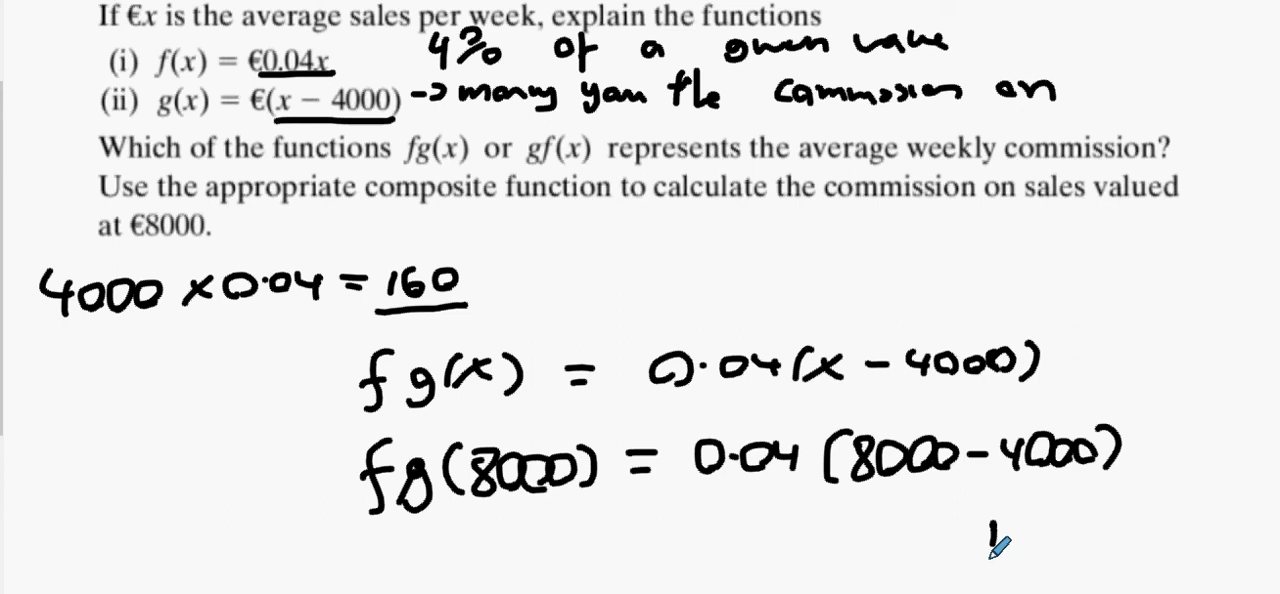 If €x is the average sales per week, explain the functions
(i) f(x) = €0.04x 4% of a given value
(ii) g(x) = €(x − 4000) → money you the commission on
Which of the functions fg(x) or gf(x) represents the average weekly commission?
Use the appropriate composite function to calculate the commission on sales valued
at €8000.
4000 × 0.04 = 160
fg(x) = 0.04(x − 4000)
fg(8000) = 0.04(8000 − 4000)